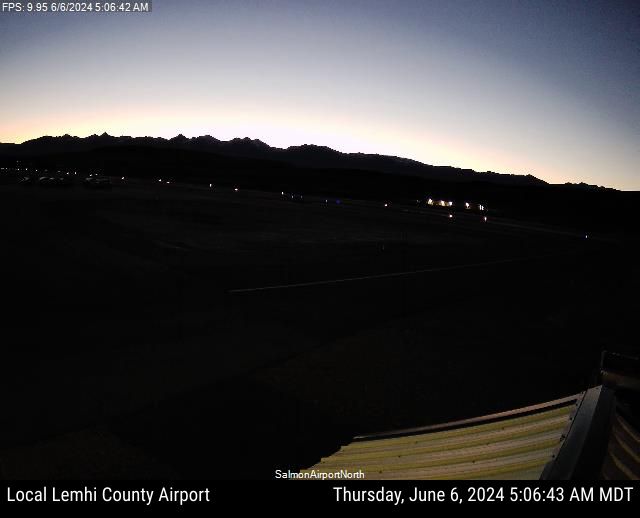 FPS: 9.95 6/6/2024 5:06:42 AM
SalmonAirportNorth
Local Lemhi County Airport
Thursday, June 6, 2024 5:06:43 AM MDT